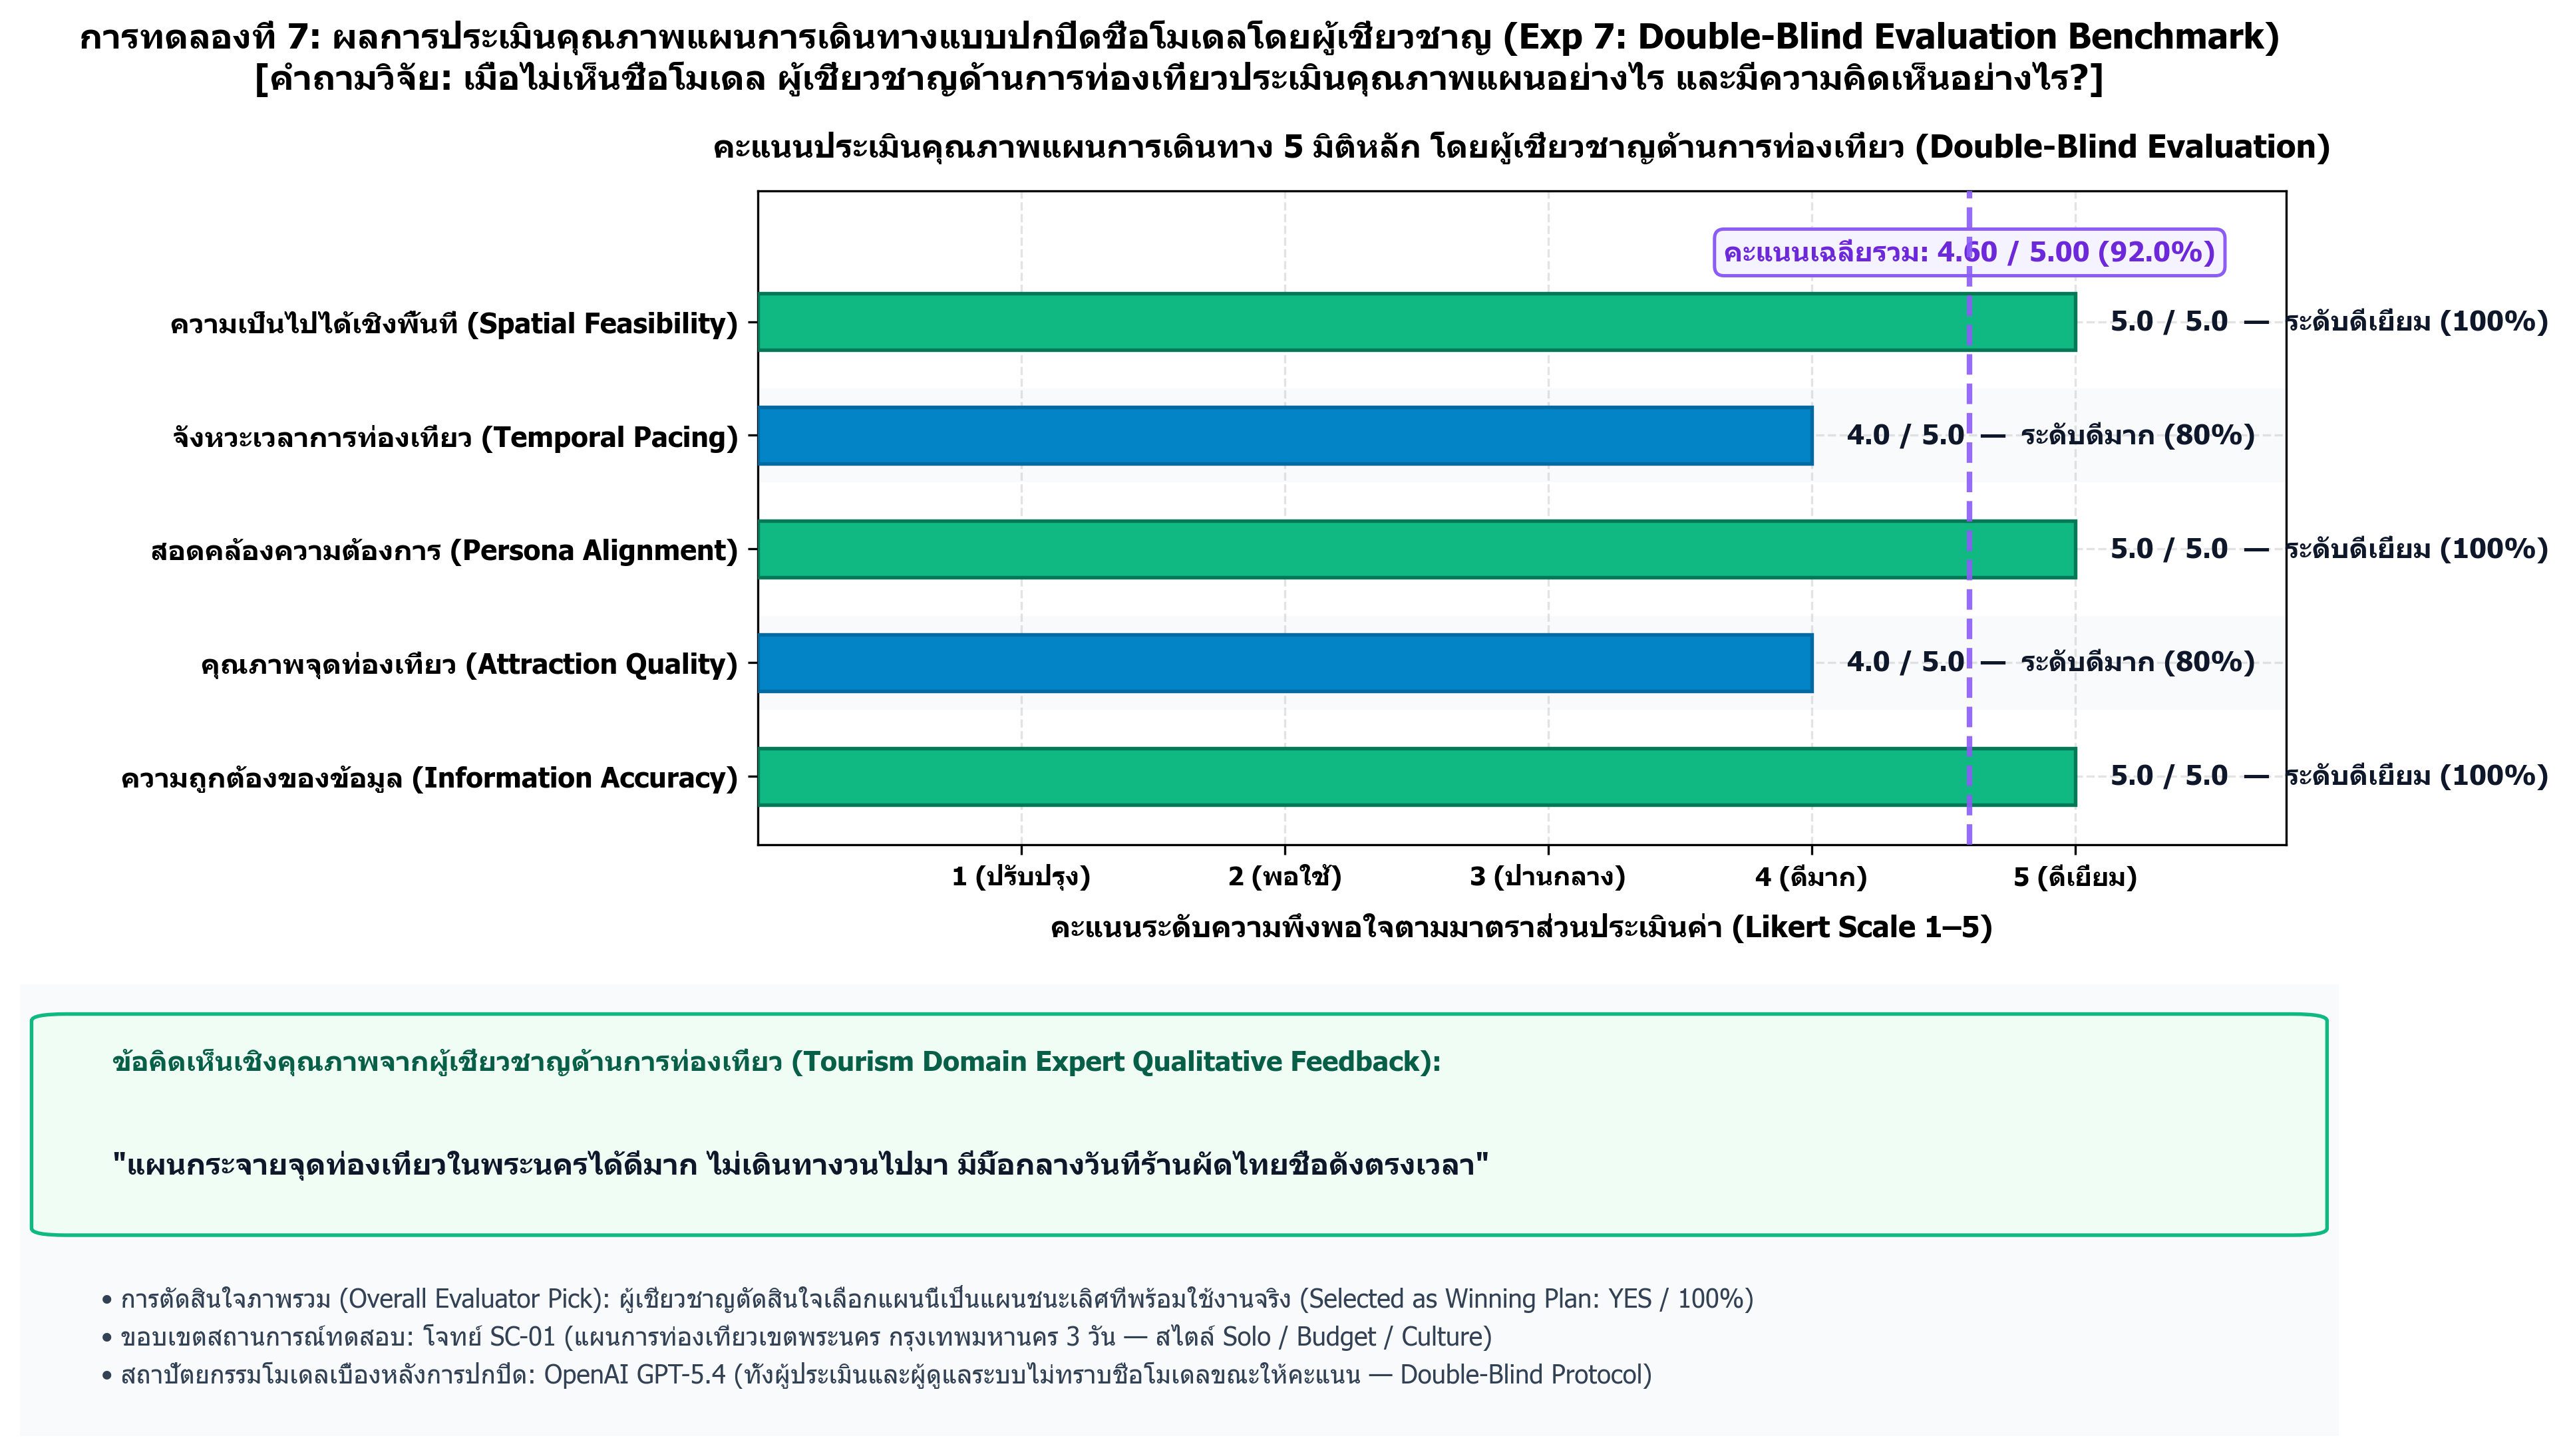 การทดลองที่ 7: ผลการประเมินคุณภาพแผนการเดินทางแบบปกปิดชื่อโมเดลโดยผู้เชี่ยวชาญ (Exp 7: Double-Blind Evaluation Benchmark)
[คำถามวิจัย: เมื่อไม่เห็นชื่อโมเดล ผู้เชี่ยวชาญด้านการท่องเที่ยวประเมินคุณภาพแผนอย่างไร และมีความคิดเห็นอย่างไร?]
คะแนนประเมินคุณภาพแผนการเดินทาง 5 มิติหลัก โดยผู้เชี่ยวชาญด้านการท่องเที่ยว (Double-Blind Evaluation)
คะแนนเฉลี่ยรวม: 4.60 / 5.00 (92.0%)
ความเป็นไปได้เชิงพื้นที่ (Spatial Feasibility) 5.0 / 5.0 — ระดับดีเยี่ยม (100%)
จังหวะเวลาการท่องเที่ยว (Temporal Pacing) 4.0 / 5.0 — ระดับดีมาก (80%)
สอดคล้องความต้องการ (Persona Alignment) 5.0 / 5.0 — ระดับดีเยี่ยม (100%)
คุณภาพจุดท่องเที่ยว (Attraction Quality) 4.0 / 5.0 — ระดับดีมาก (80%)
ความถูกต้องของข้อมูล (Information Accuracy) 5.0 / 5.0 — ระดับดีเยี่ยม (100%)
1 (ปรับปรุง) 2 (พอใช้) 3 (ปานกลาง) 4 (ดีมาก) 5 (ดีเยี่ยม)
คะแนนระดับความพึงพอใจตามมาตราส่วนประเมินค่า (Likert Scale 1–5)
ข้อคิดเห็นเชิงคุณภาพจากผู้เชี่ยวชาญด้านการท่องเที่ยว (Tourism Domain Expert Qualitative Feedback):
"แผนกระจายจุดท่องเที่ยวในพระนครได้ดีมาก ไม่เดินทางวนไปมา มีมื้อกลางวันที่ร้านผัดไทยชื่อดังตรงเวลา"
• การตัดสินใจภาพรวม (Overall Evaluator Pick): ผู้เชี่ยวชาญตัดสินใจเลือกแผนนี้เป็นแผนชนะเลิศที่พร้อมใช้งานจริง (Selected as Winning Plan: YES / 100%)
• ขอบเขตสถานการณ์ทดสอบ: โจทย์ SC-01 (แผนการท่องเที่ยวเขตพระนคร กรุงเทพมหานคร 3 วัน — สไตล์ Solo / Budget / Culture)
• สถาปัตยกรรมโมเดลเบื้องหลังการปกปิด: OpenAI GPT-5.4 (ทั้งผู้ประเมินและผู้ดูแลระบบไม่ทราบชื่อโมเดลขณะให้คะแนน — Double-Blind Protocol)